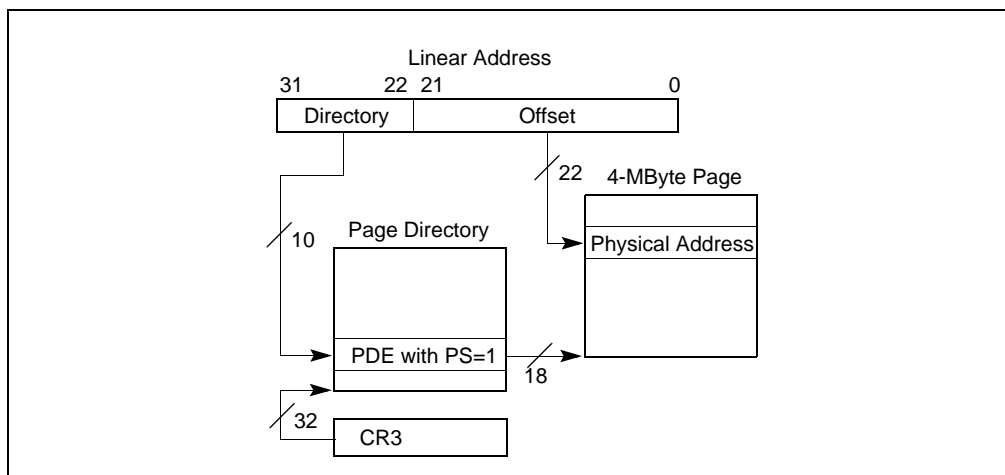 Linear Address
31 22 21 0
Directory Offset
22
4-MByte Page
10
Page Directory
Physical Address
PDE with PS=1
18
32
CR3